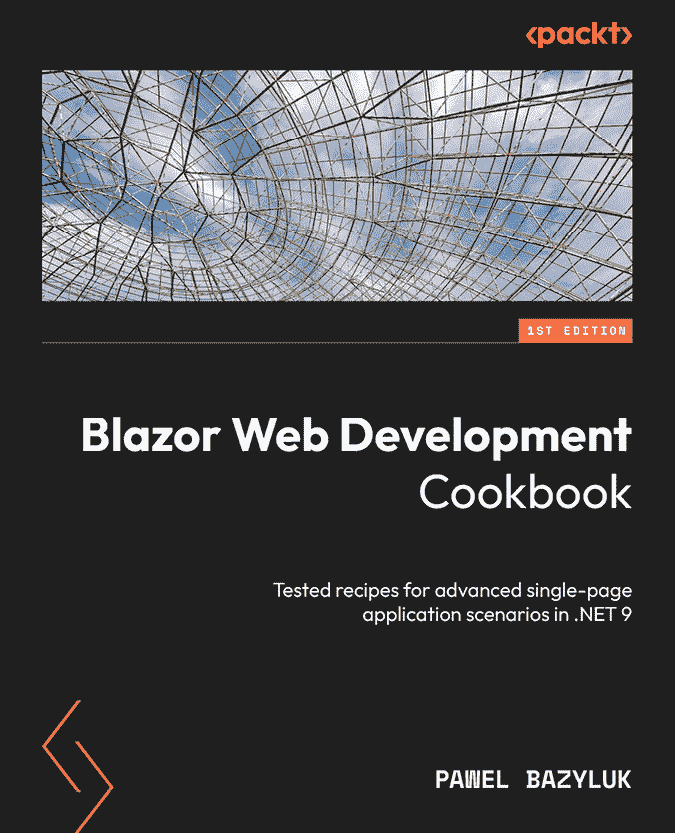 <packt>
1ST EDITION
Blazor Web Development
Cookbook
Tested recipes for advanced single-page
application scenarios in .NET 9
PAWEL BAZYLUK